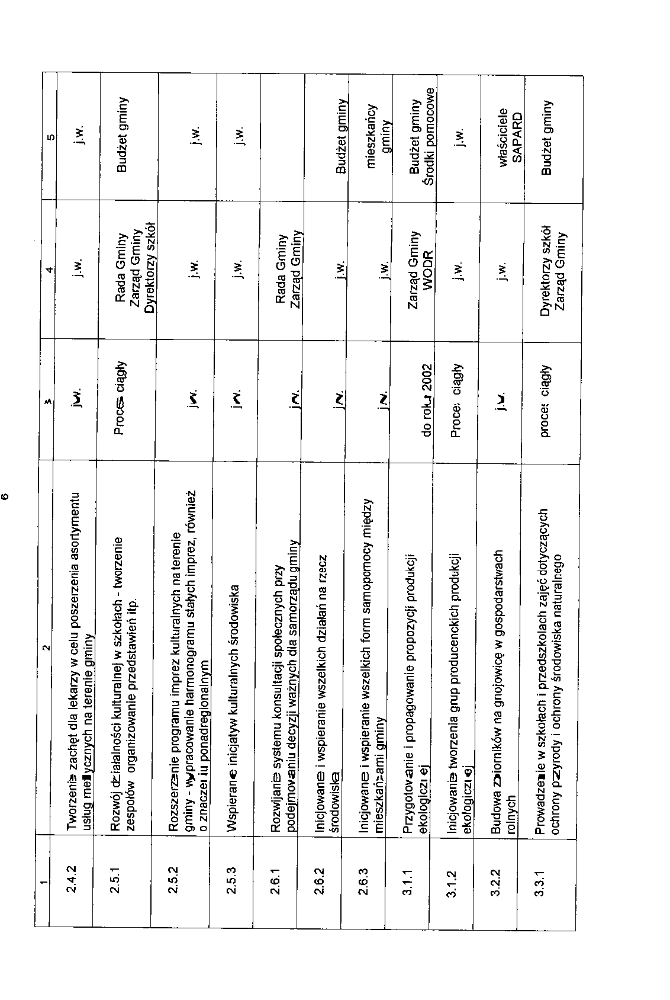 6
1 2 3 4 5
2.4.2 Tworzenie zachęt dla lekarzy w celu poszerzenia asortymentu j.w. j.w. j.w.
usług medycznych na terenie gminy
2.5.1 Rozwój działalności kulturalnej w szkołach - tworzenie Proces ciągły Rada Gminy Budżet gminy
zespołów organizowanie przedstawień itp. Zarząd Gminy
Dyrektorzy szkół
2.5.2 Rozszerzenie programu imprez kulturalnych na terenie j.w. j.w. j.w.
gminy - wypracowanie harmonogramu stałych imprez, również
o znaczeniu ponadregionalnym
2.5.3 Wspieranie inicjatyw kulturalnych środowiska j.w. j.w. j.w.
2.6.1 Rozwijanie systemu konsultacji społecznych przy j.w. Rada Gminy
podejmowaniu decyzji ważnych dla samorządu gminy Zarząd Gminy
2.6.2 Inicjowanie i wspieranie wszelkich działań na rzecz j.w. j.w. Budżet gminy
środowiska
2.6.3 Inicjowanie i wspieranie wszelkich form samopomocy między j.w. j.w. mieszkańcy
mieszkańcami gminy gminy
3.1.1 Przygotowanie i propagowanie propozycji produkcji do roku 2002 Zarząd Gminy Budżet gminy
ekologicznej WODR Środki pomocowe
3.1.2 Inicjowanie tworzenia grup producenckich produkcji Proces ciągły j.w. j.w.
ekologicznej
3.2.2 Budowa zbiorników na gnojowicę w gospodarstwach j.w. j.w. właściciele
rolnych SAPARD
3.3.1 Prowadzenie w szkołach i przedszkolach zajęć dotyczących proces ciągły Dyrektorzy szkół Budżet gminy
ochrony przyrody i ochrony środowiska naturalnego Zarząd Gminy